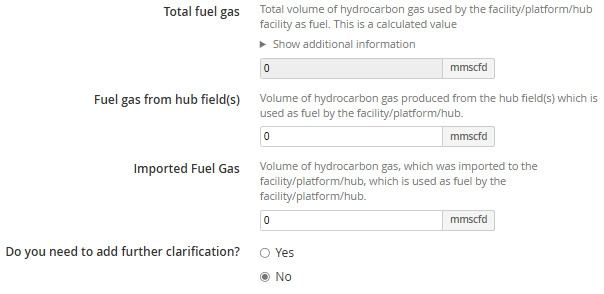 Total fuel gas
Total volume of hydrocarbon gas used by the facility/platform/hub
facility as fuel. This is a calculated value
Show additional information
0 mmscfd
Fuel gas from hub field(s)
Volume of hydrocarbon gas produced from the hub field(s) which is
used as fuel by the facility/platform/hub.
0 mmscfd
Imported Fuel Gas
Volume of hydrocarbon gas, which was imported to the
facility/platform/hub, which is used as fuel by the
facility/platform/hub.
0 mmscfd
Do you need to add further clarification?
Yes
No